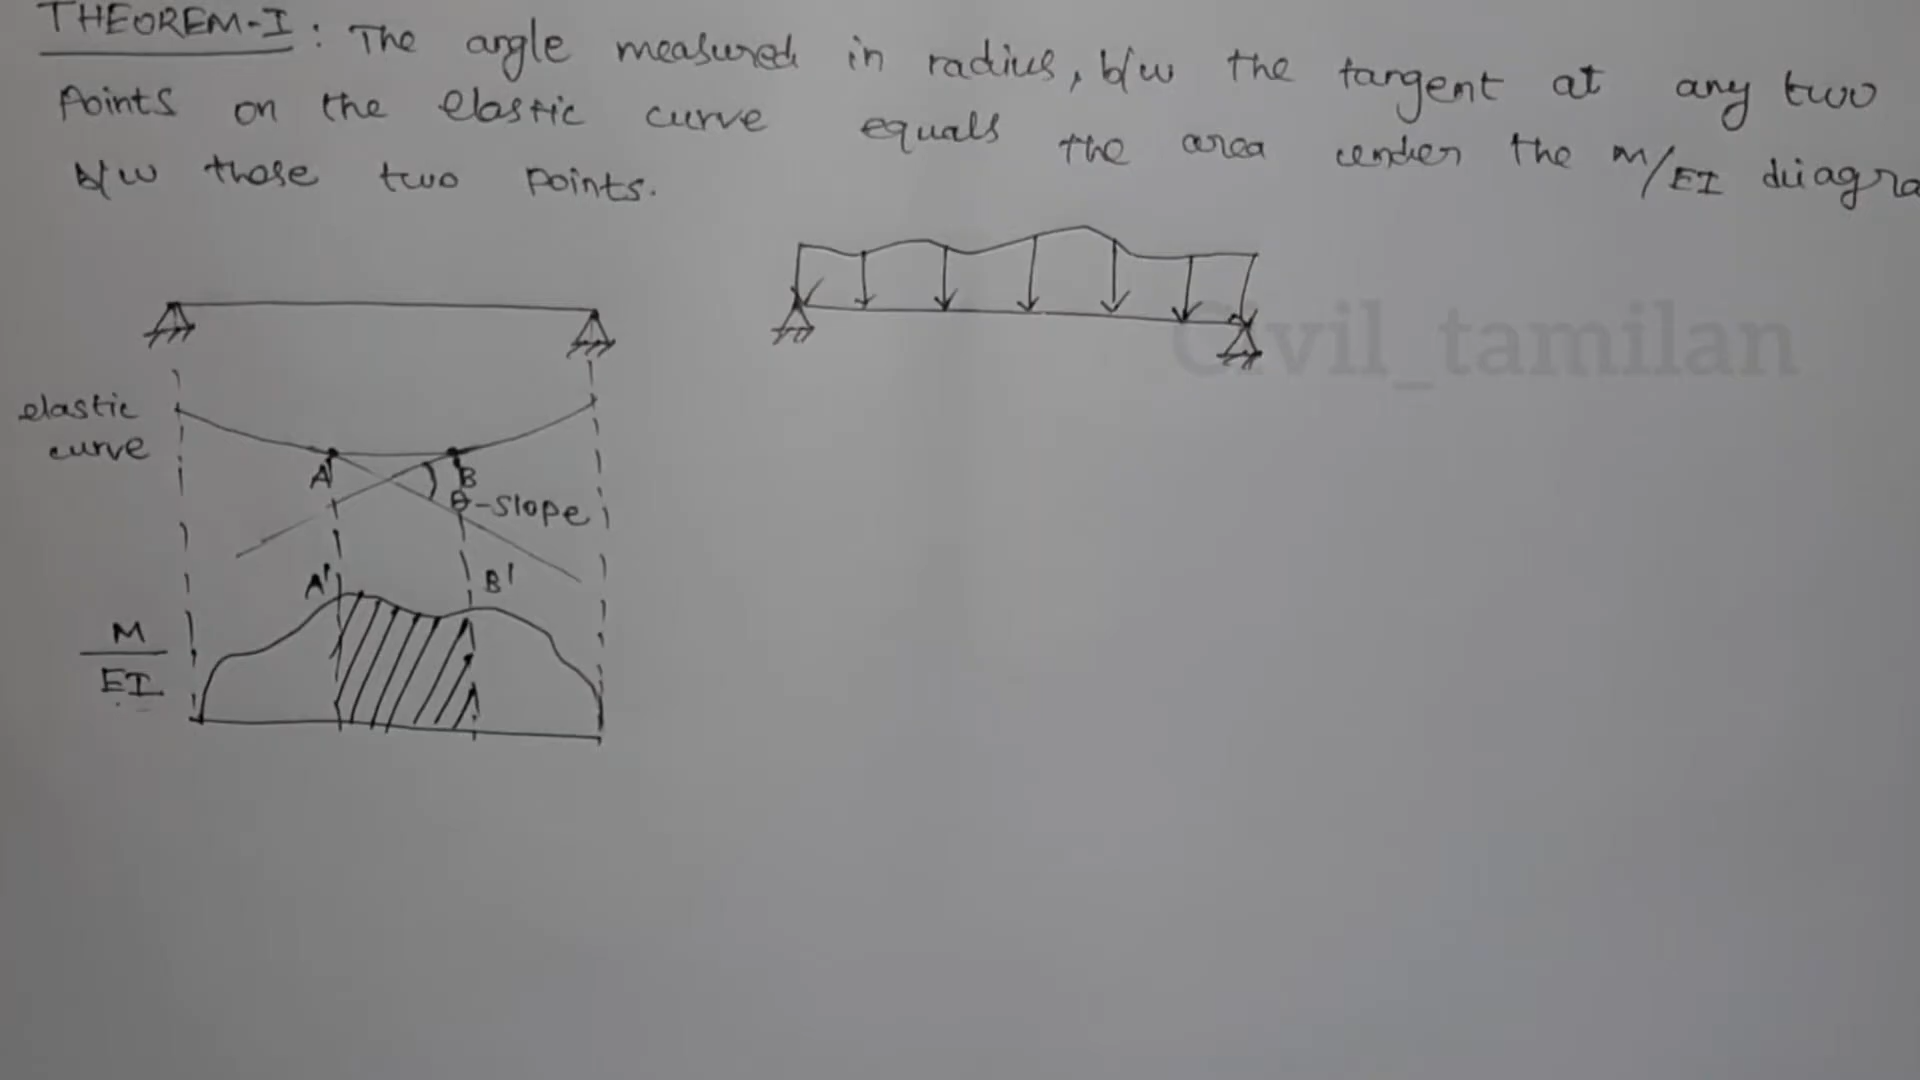 THEOREM-I : The angle measured in radius, b/w the tangent at any two
points on the elastic curve equals the area under the M/EI diagra
b/w those two points.
elastic
curve
A
B
θ-slope
A'
B'
M
EI
Civil_tamilan